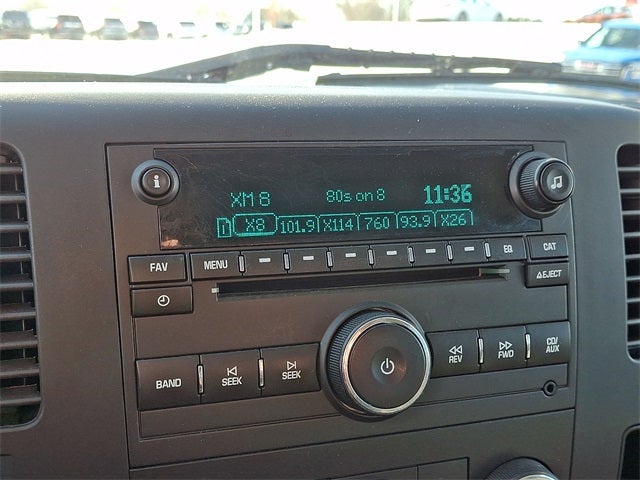 XM 8 80s on 8 11:36
1 X8 101.9 X114 760 93.9 X26
FAV MENU EQ CAT
EJECT
BAND SEEK SEEK REV FWD CD/
AUX